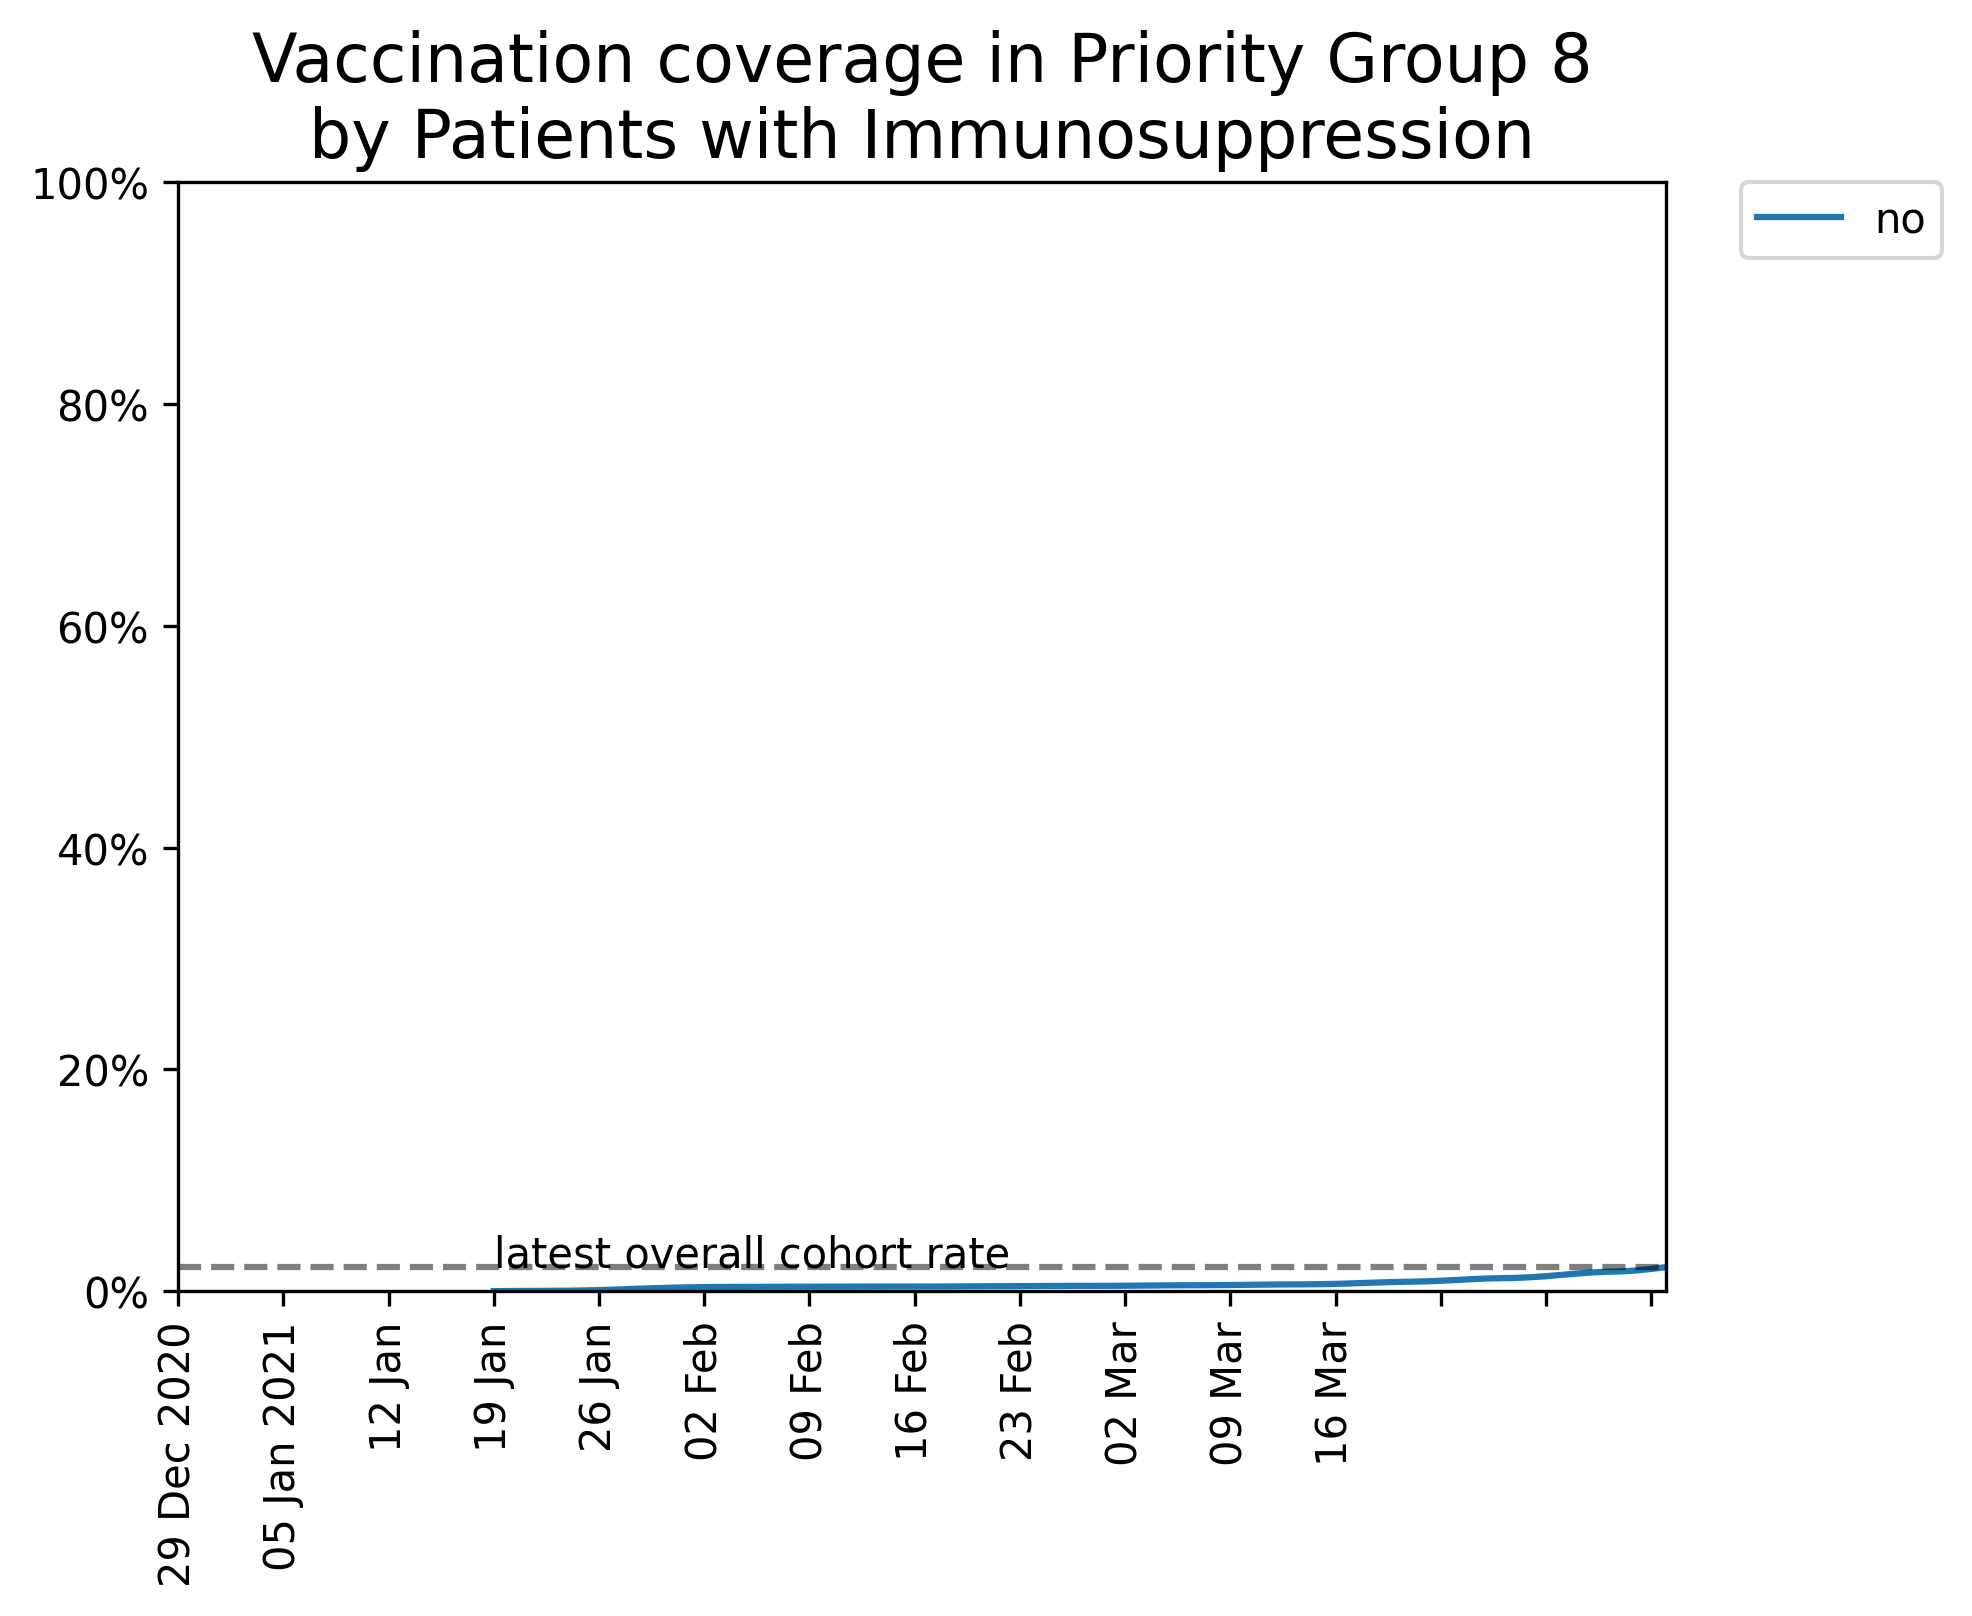 Vaccination coverage in Priority Group 8
by Patients with Immunosuppression
100%
80%
60%
40%
20%
0%
no
latest overall cohort rate
29 Dec 2020
05 Jan 2021
12 Jan
19 Jan
26 Jan
02 Feb
09 Feb
16 Feb
23 Feb
02 Mar
09 Mar
16 Mar